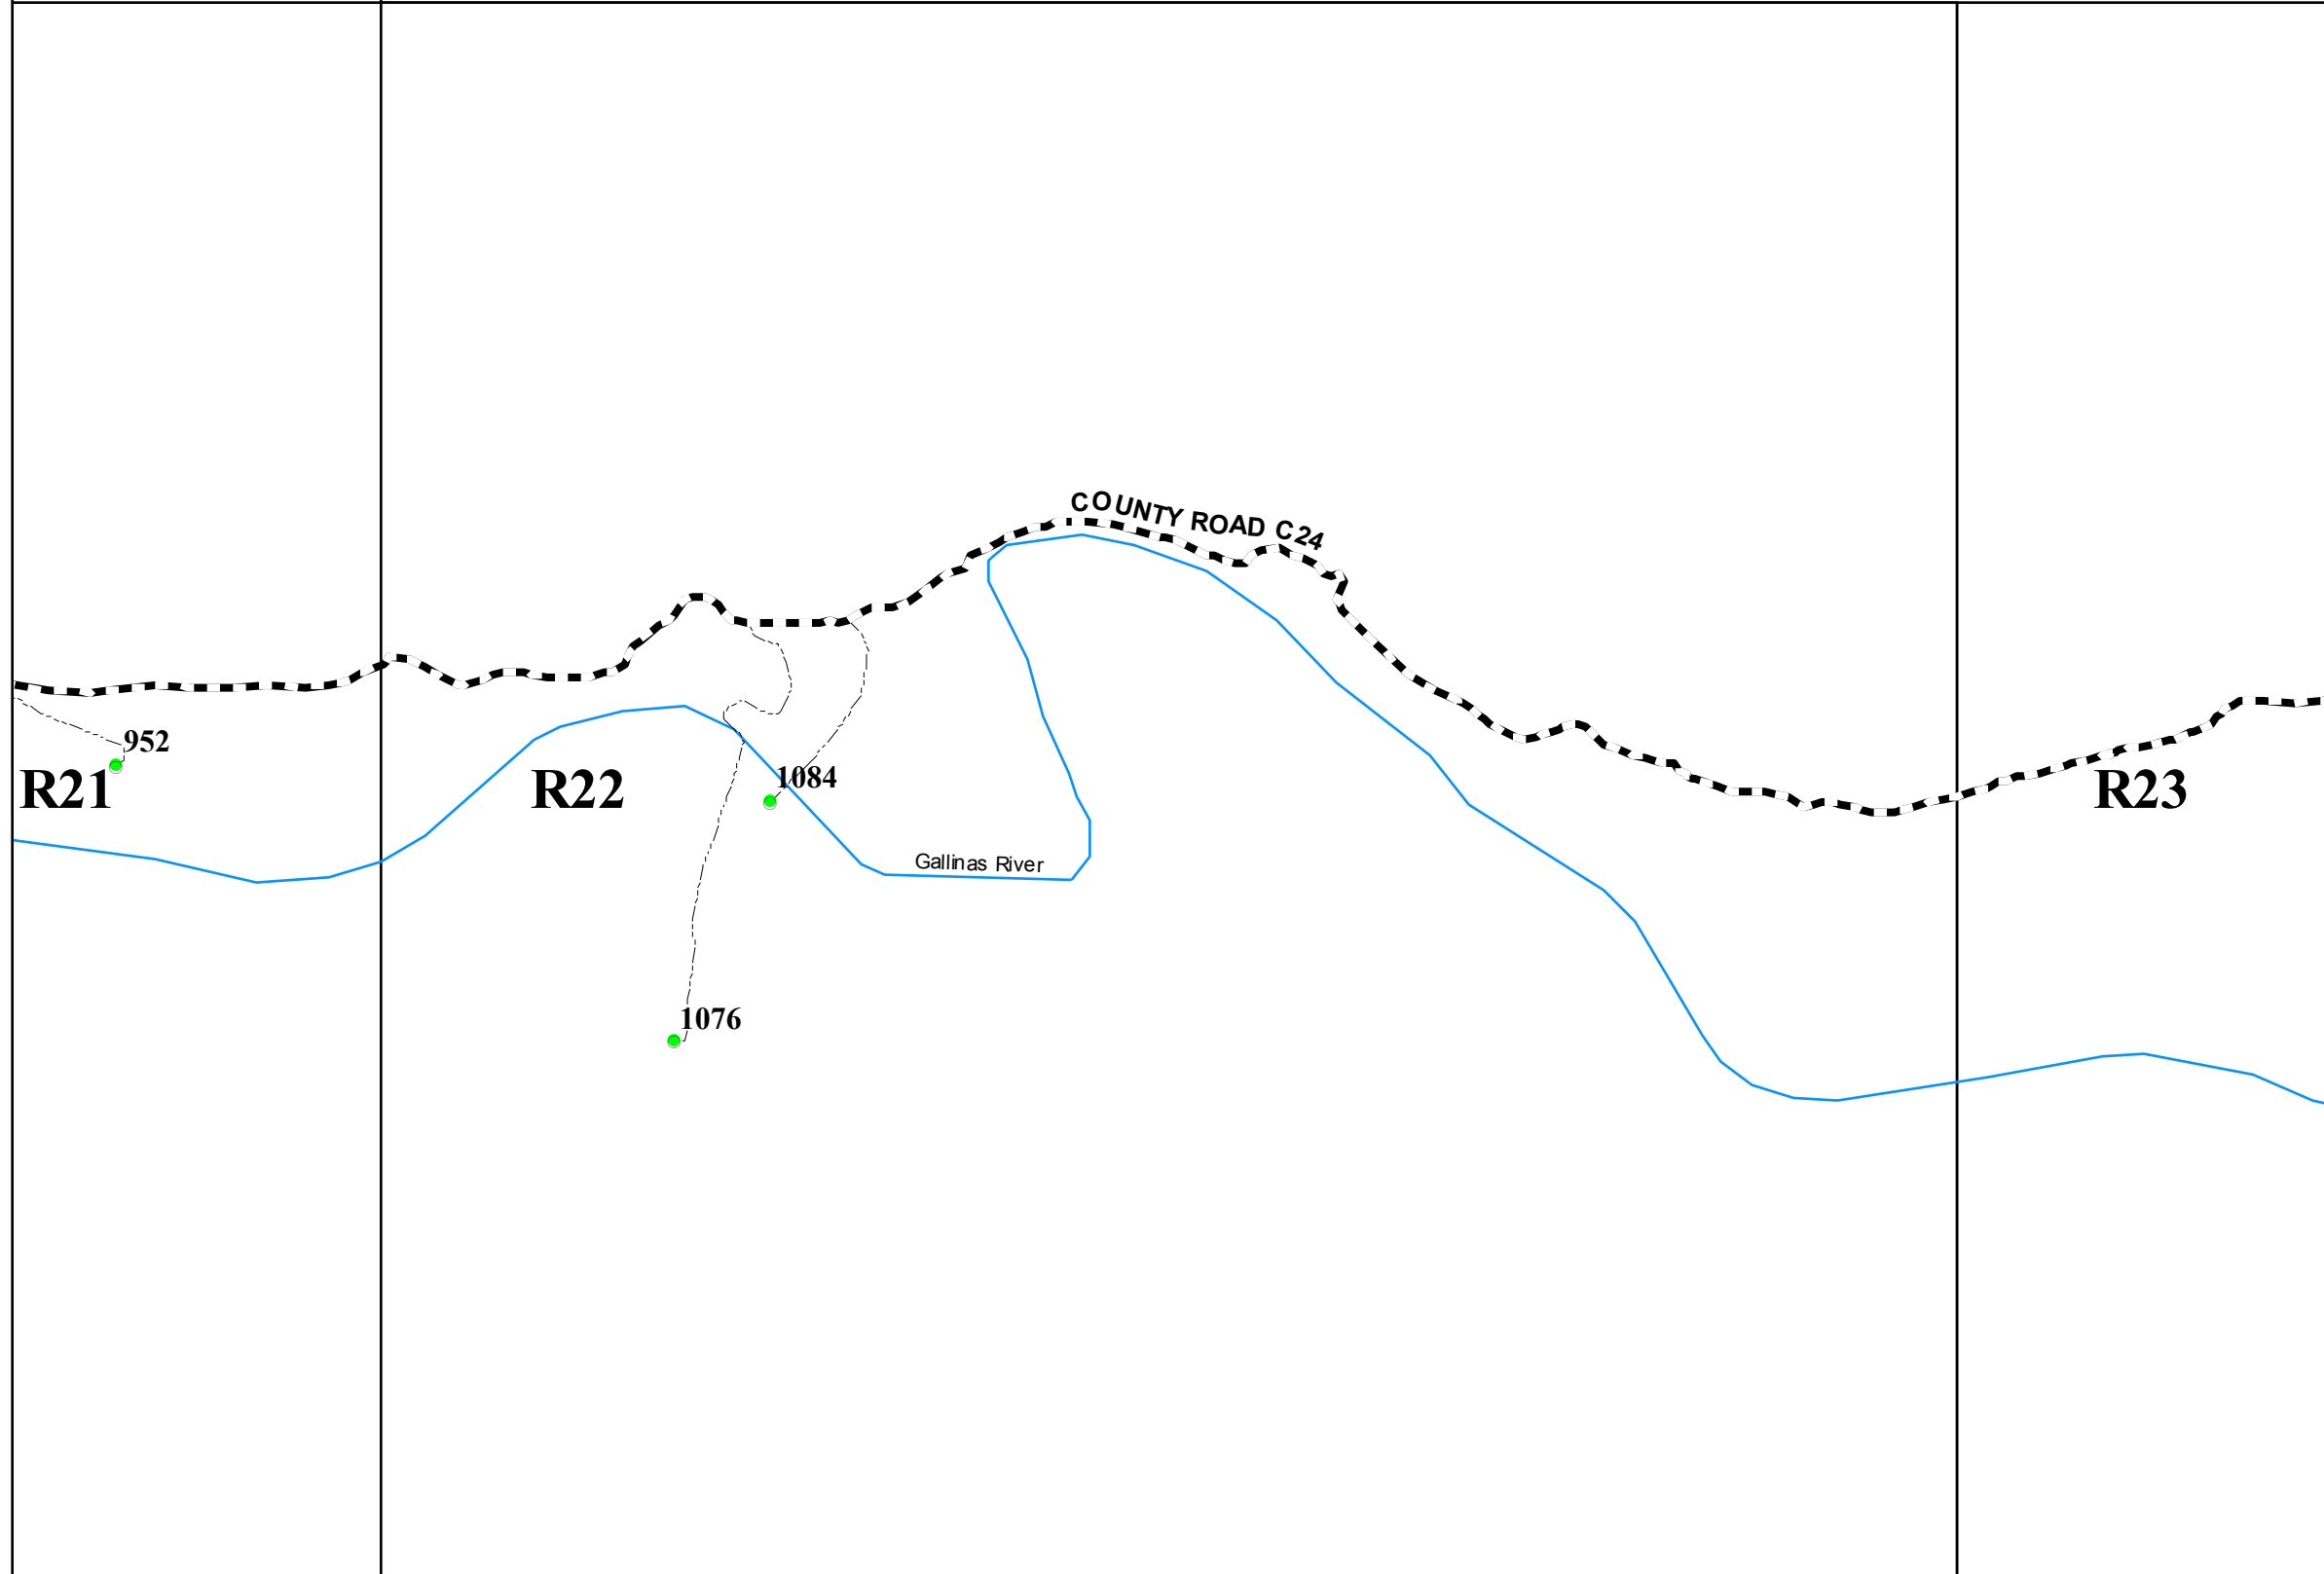 COUNTY ROAD C24
952
R21
R22
1084
R23
Gallinas River
1076